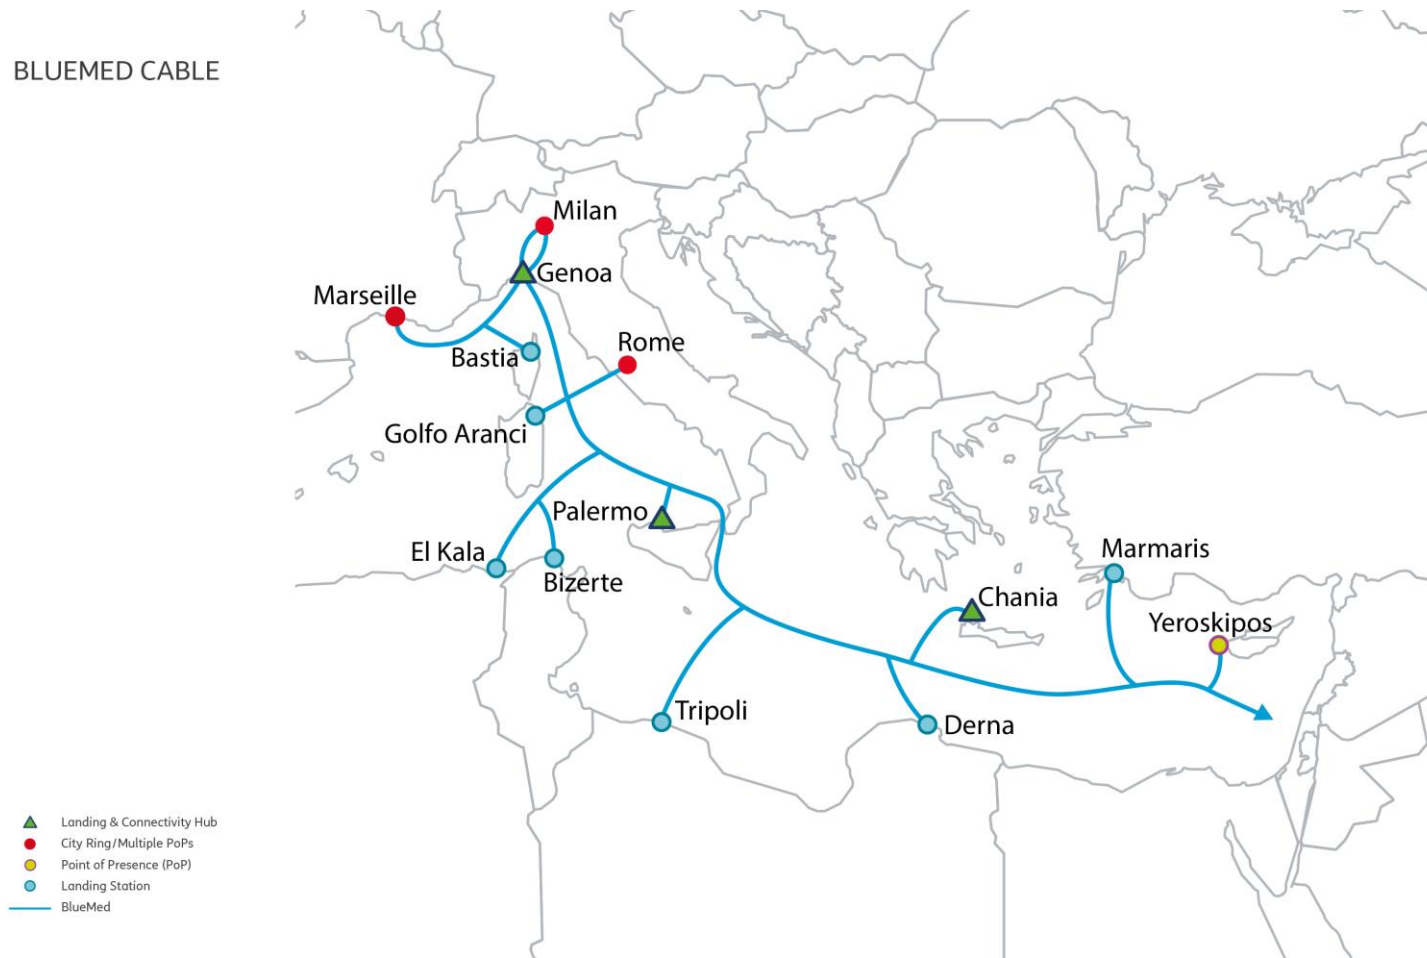 BLUEMED CABLE
Milan
Genoa
Marseille
Rome
Bastia
Golfo Aranci
Palermo
El Kala
Bizerte
Marmaris
Chania
Yeroskipos
Tripoli
Derna
Landing & Connectivity Hub
City Ring/Multiple PoPs
Point of Presence (PoP)
Landing Station
BlueMed